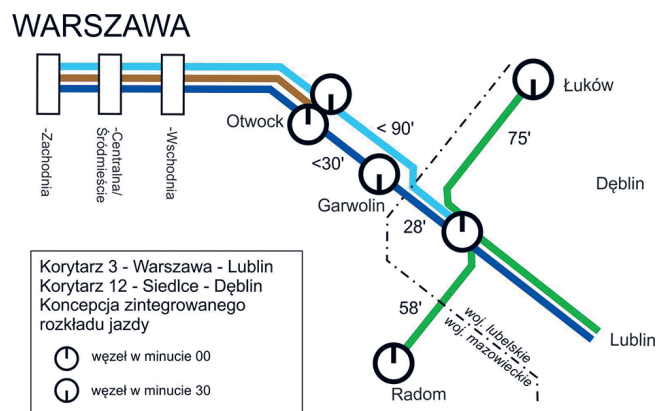 WARSZAWA
-Zachodnia
-Centralna/
Śródmieście
-Wschodnia
Otwock
< 90'
<30'
Garwolin
28'
75'
Łuków
Dęblin
58'
woj. lubelskie
woj. mazowieckie
Lublin
Radom
Korytarz 3 - Warszawa - Lublin
Korytarz 12 - Siedlce - Dęblin
Koncepcja zintegrowanego
rozkładu jazdy
węzeł w minucie 00
węzeł w minucie 30